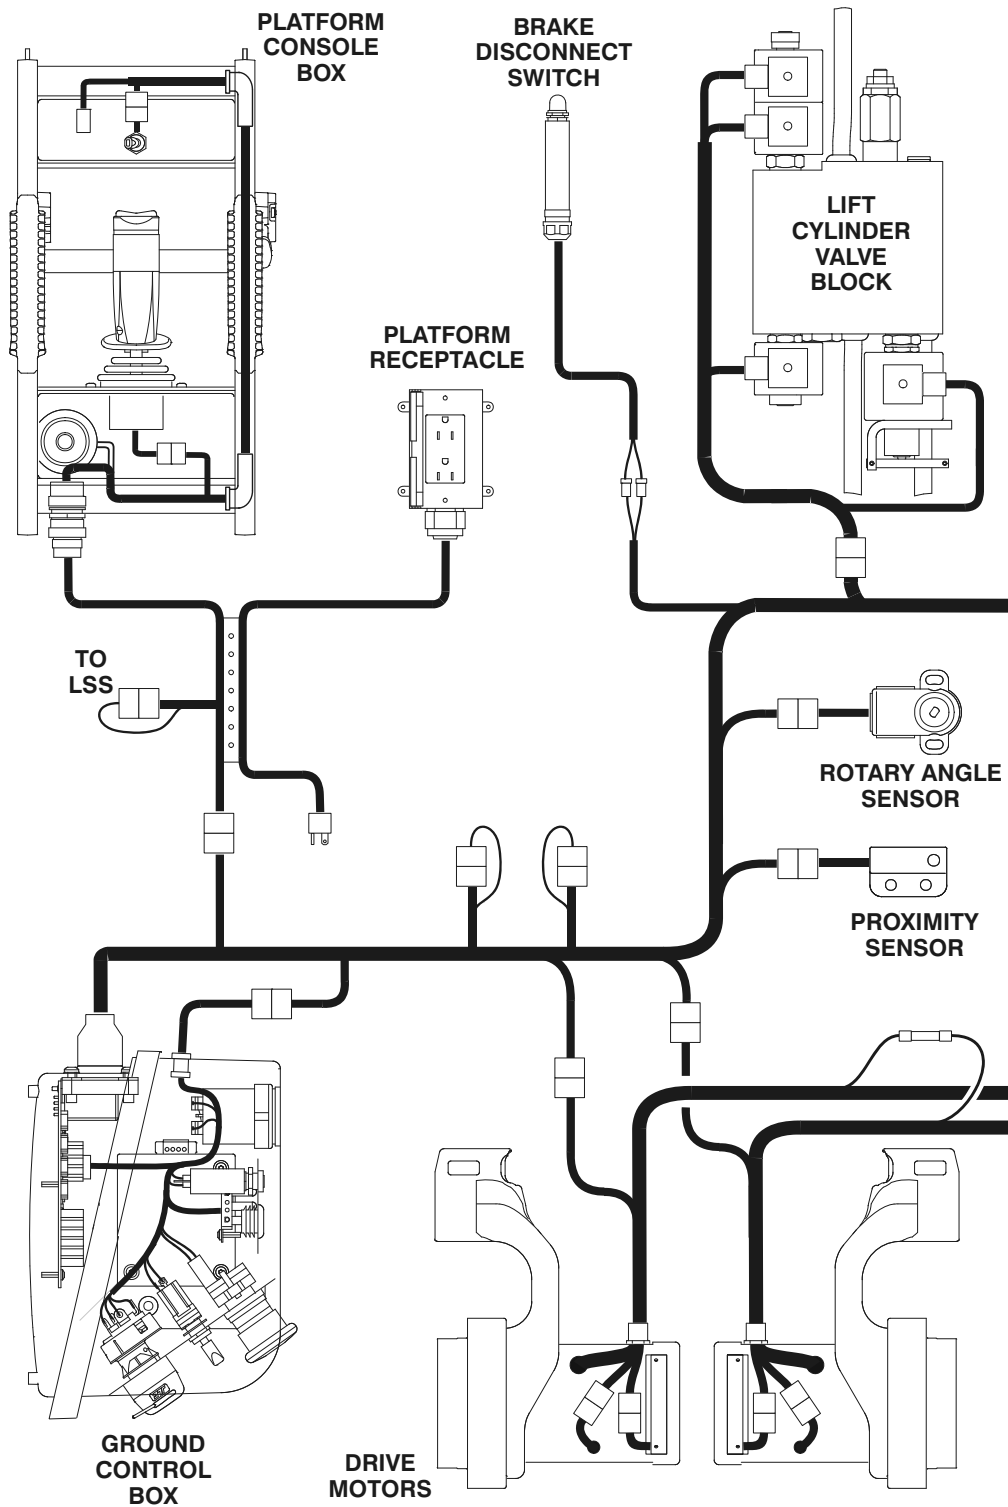 PLATFORM
CONSOLE
BOX
BRAKE
DISCONNECT
SWITCH
LIFT
CYLINDER
VALVE
BLOCK
PLATFORM
RECEPTACLE
TO
LSS
ROTARY ANGLE
SENSOR
PROXIMITY
SENSOR
GROUND
CONTROL
BOX
DRIVE
MOTORS